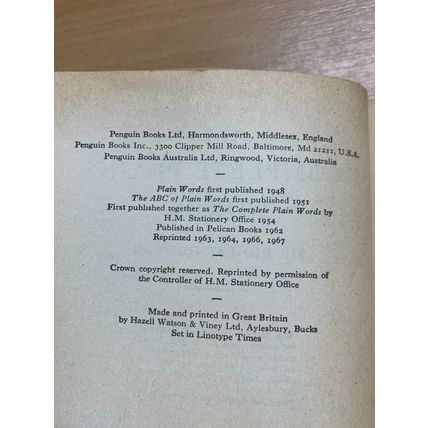 Penguin Books Ltd, Harmondsworth, Middlesex, England
Penguin Books Inc., 3300 Clipper Mill Road, Baltimore, Md 21211, U.S.A.
Penguin Books Australia Ltd, Ringwood, Victoria, Australia
—
Plain Words first published 1948
The ABC of Plain Words first published 1951
First published together as The Complete Plain Words by
H.M. Stationery Office 1954
Published in Pelican Books 1962
Reprinted 1963, 1964, 1966, 1967
—
Crown copyright reserved. Reprinted by permission of
the Controller of H.M. Stationery Office
—
Made and printed in Great Britain
by Hazell Watson & Viney Ltd, Aylesbury, Bucks
Set in Linotype Times